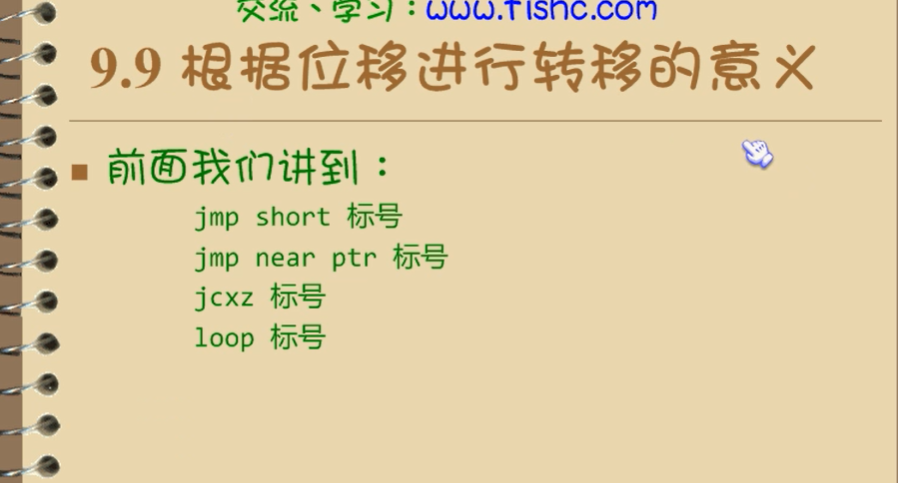 交流、学习：www.fishc.com
9.9 根据位移进行转移的意义
前面我们讲到：
jmp short 标号
jmp near ptr 标号
jcxz 标号
loop 标号